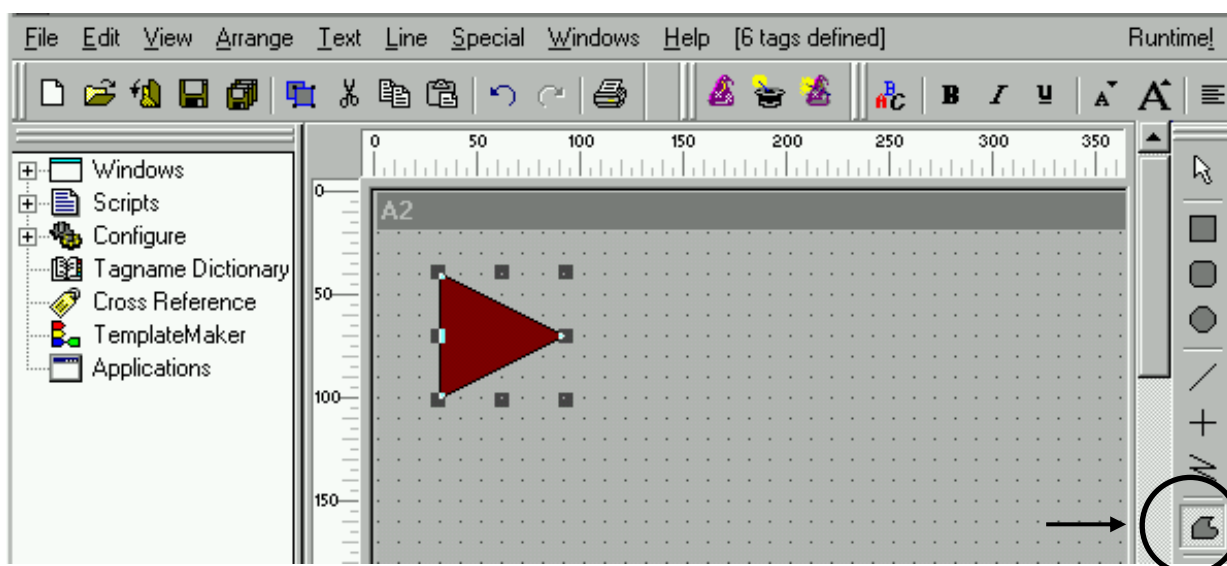 File Edit View Arrange Text Line Special Windows Help [6 tags defined] Runtime!
ABC B I U A A
0 50 100 150 200 250 300 350
Windows
Scripts
Configure
Tagname Dictionary
Cross Reference
TemplateMaker
Applications
0
A2
50
100
150